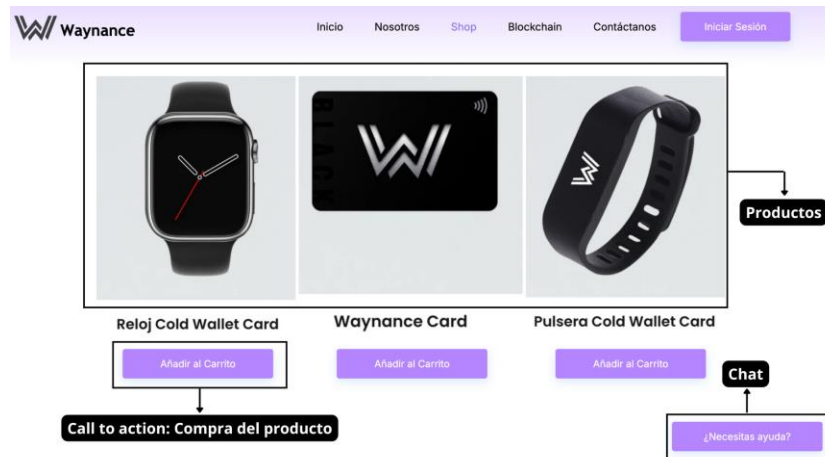 Waynance
Inicio Nosotros Shop Blockchain Contáctanos Iniciar Sesión
BLACK
Productos
Reloj Cold Wallet Card Waynance Card Pulsera Cold Wallet Card
Añadir al Carrito Añadir al Carrito Añadir al Carrito
Chat
Call to action: Compra del producto
¿Necesitas ayuda?